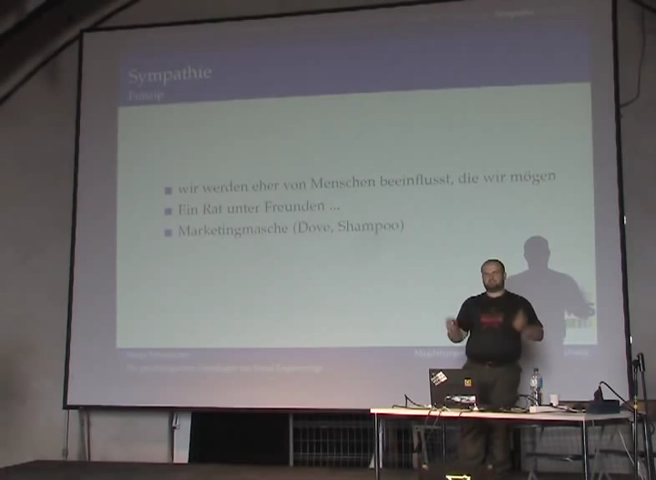 Sympathie
Prinzip
wir werden eher von Menschen beeinflusst, die wir mögen
Ein Rat unter Freunden ...
Marketingmasche (Dove, Shampoo)